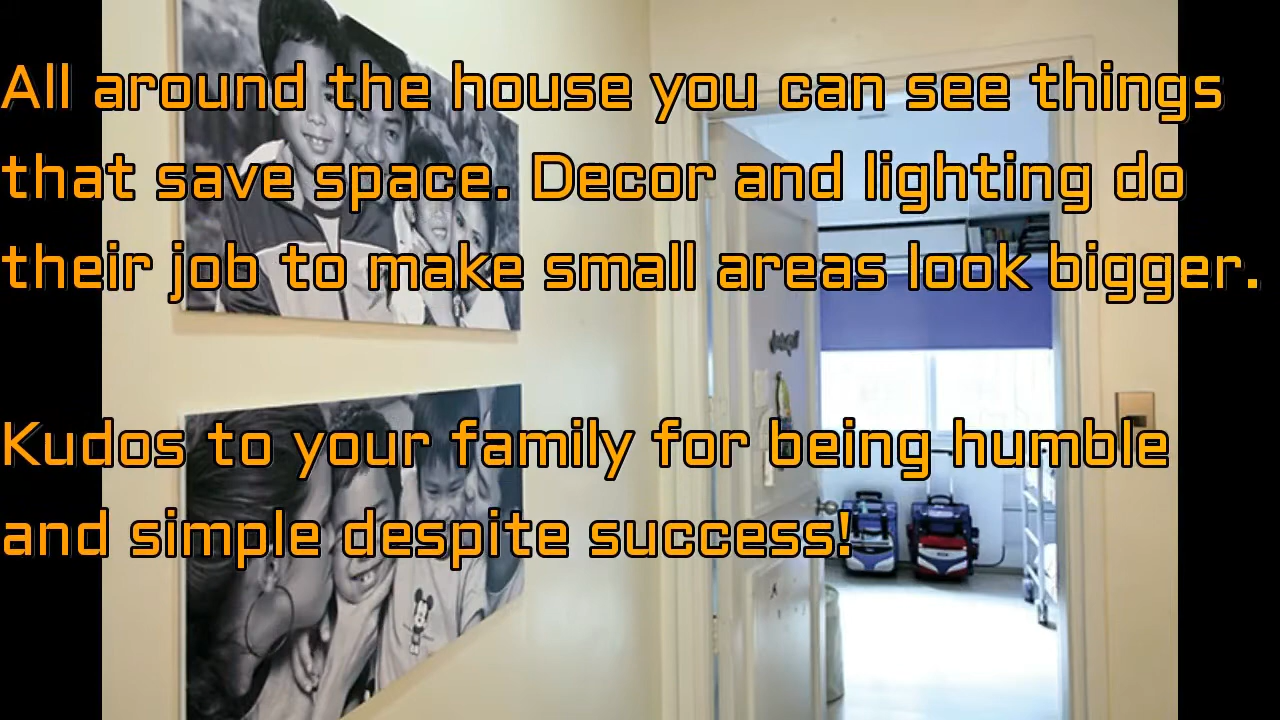 All around the house you can see things
that save space. Decor and lighting do
their job to make small areas look bigger.
Kudos to your family for being humble
and simple despite success!